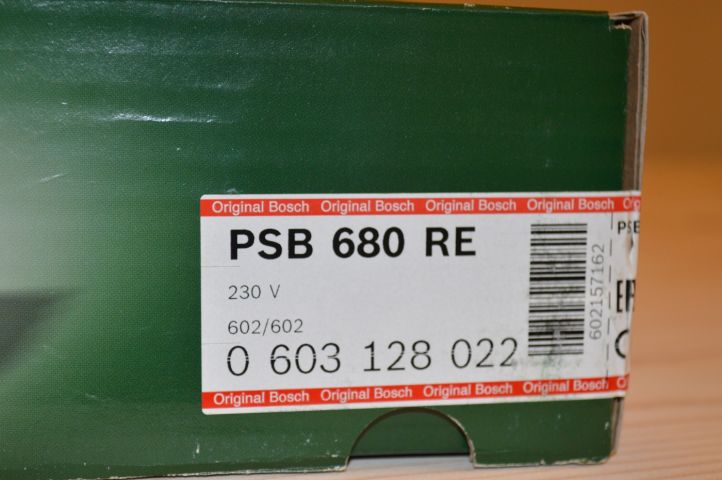 Original Bosch Original Bosch Original Bosch Original Bosch
PSB 680 RE
230 V
602/602
0 603 128 022
602157162
Original Bosch Original Bosch Original Bosch Original Bosch